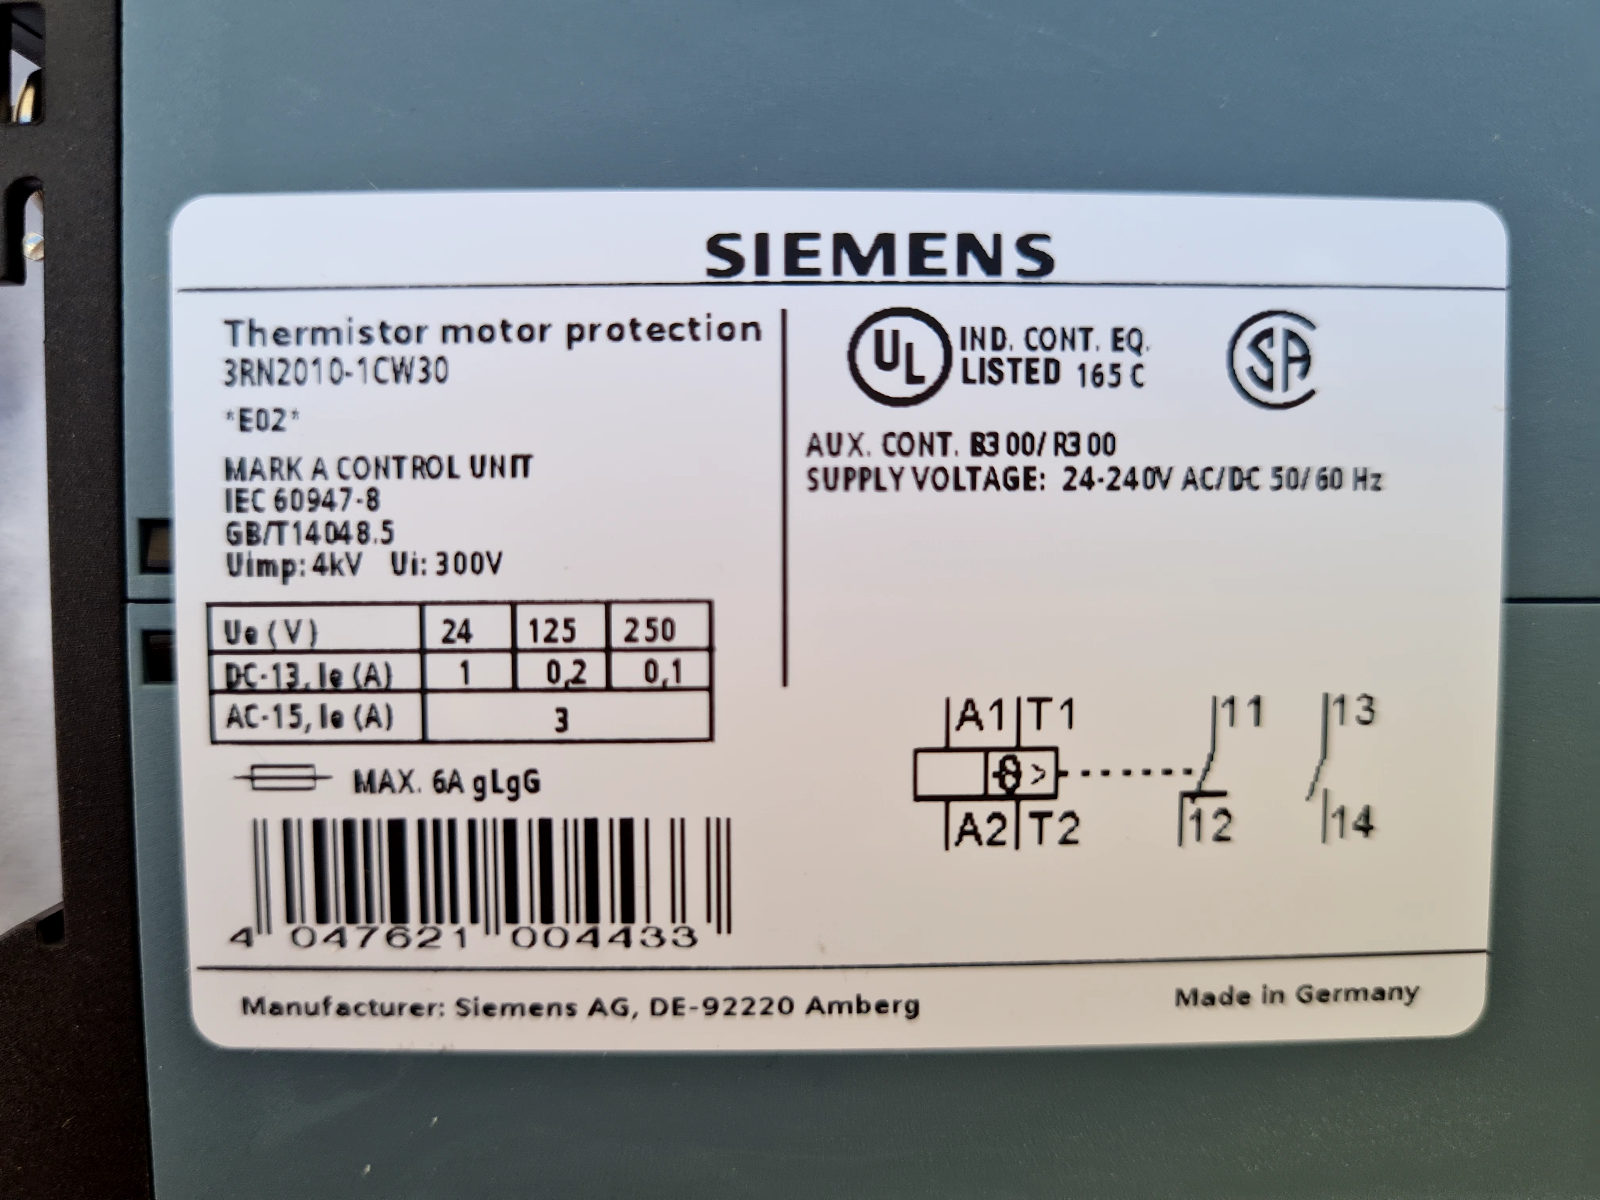 SIEMENS
Thermistor motor protection
3RN2010-1CW30
*E02*
MARK A CONTROL UNIT
IEC 60947-8
GB/T14048.5
Uimp: 4kV Ui: 300V
Ue (V) 24 125 250
DC-13, Ie (A) 1 0,2 0,1
AC-15, Ie (A) 3
MAX. 6A gLgG
4 047621 004433
UL IND. CONT. EQ.
LISTED 165 C
SA
AUX. CONT. B300/R300
SUPPLY VOLTAGE: 24-240V AC/DC 50/60 Hz
A1 T1 11 13
>
A2 T2 12 14
Manufacturer: Siemens AG, DE-92220 Amberg
Made in Germany